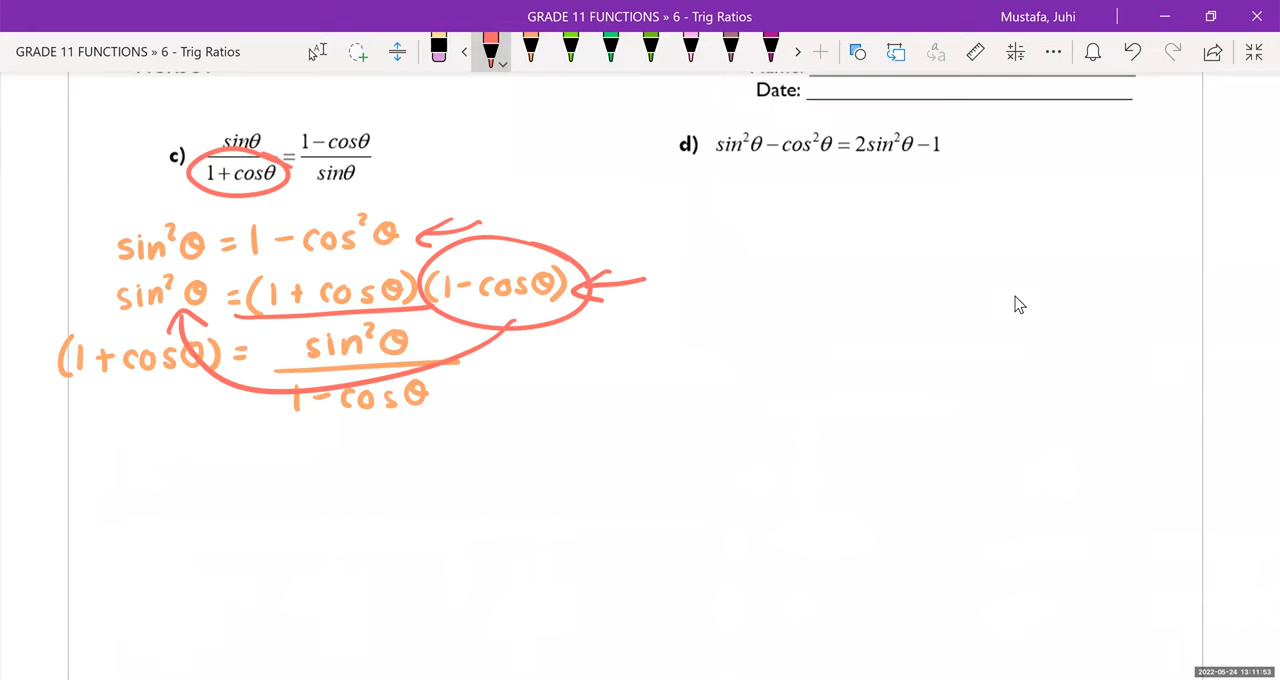 GRADE 11 FUNCTIONS » 6 - Trig Ratios
Mustafa, Juhi
GRADE 11 FUNCTIONS » 6 - Trig Ratios
Date:
c) sinθ/(1+cosθ) = (1−cosθ)/sinθ
d) sin²θ − cos²θ = 2sin²θ − 1
sin²θ = 1 − cos²θ
sin²θ = (1 + cosθ)(1 − cosθ)
(1 + cosθ) = sin²θ/(1 − cosθ)
2022-05-24 13:11:53